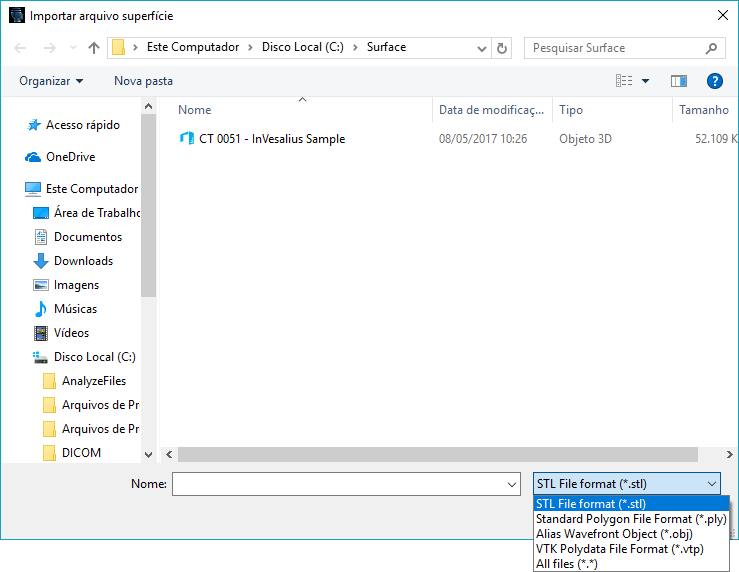 Importar arquivo superfície
Este Computador > Disco Local (C:) > Surface
Pesquisar Surface
Organizar
Nova pasta
Nome
Data de modificaç...
Tipo
Tamanho
Acesso rápido
OneDrive
Este Computador
Área de Trabalho
Documentos
Downloads
Imagens
Músicas
Vídeos
Disco Local (C:)
AnalyzeFiles
Arquivos de Pr
Arquivos de Pr
DICOM
CT 0051 - InVesalius Sample
08/05/2017 10:26
Objeto 3D
52.109 K
Nome:
STL File format (*.stl)
STL File format (*.stl)
Standard Polygon File Format (*.ply)
Alias Wavefront Object (*.obj)
VTK Polydata File Format (*.vtp)
All files (*.*)